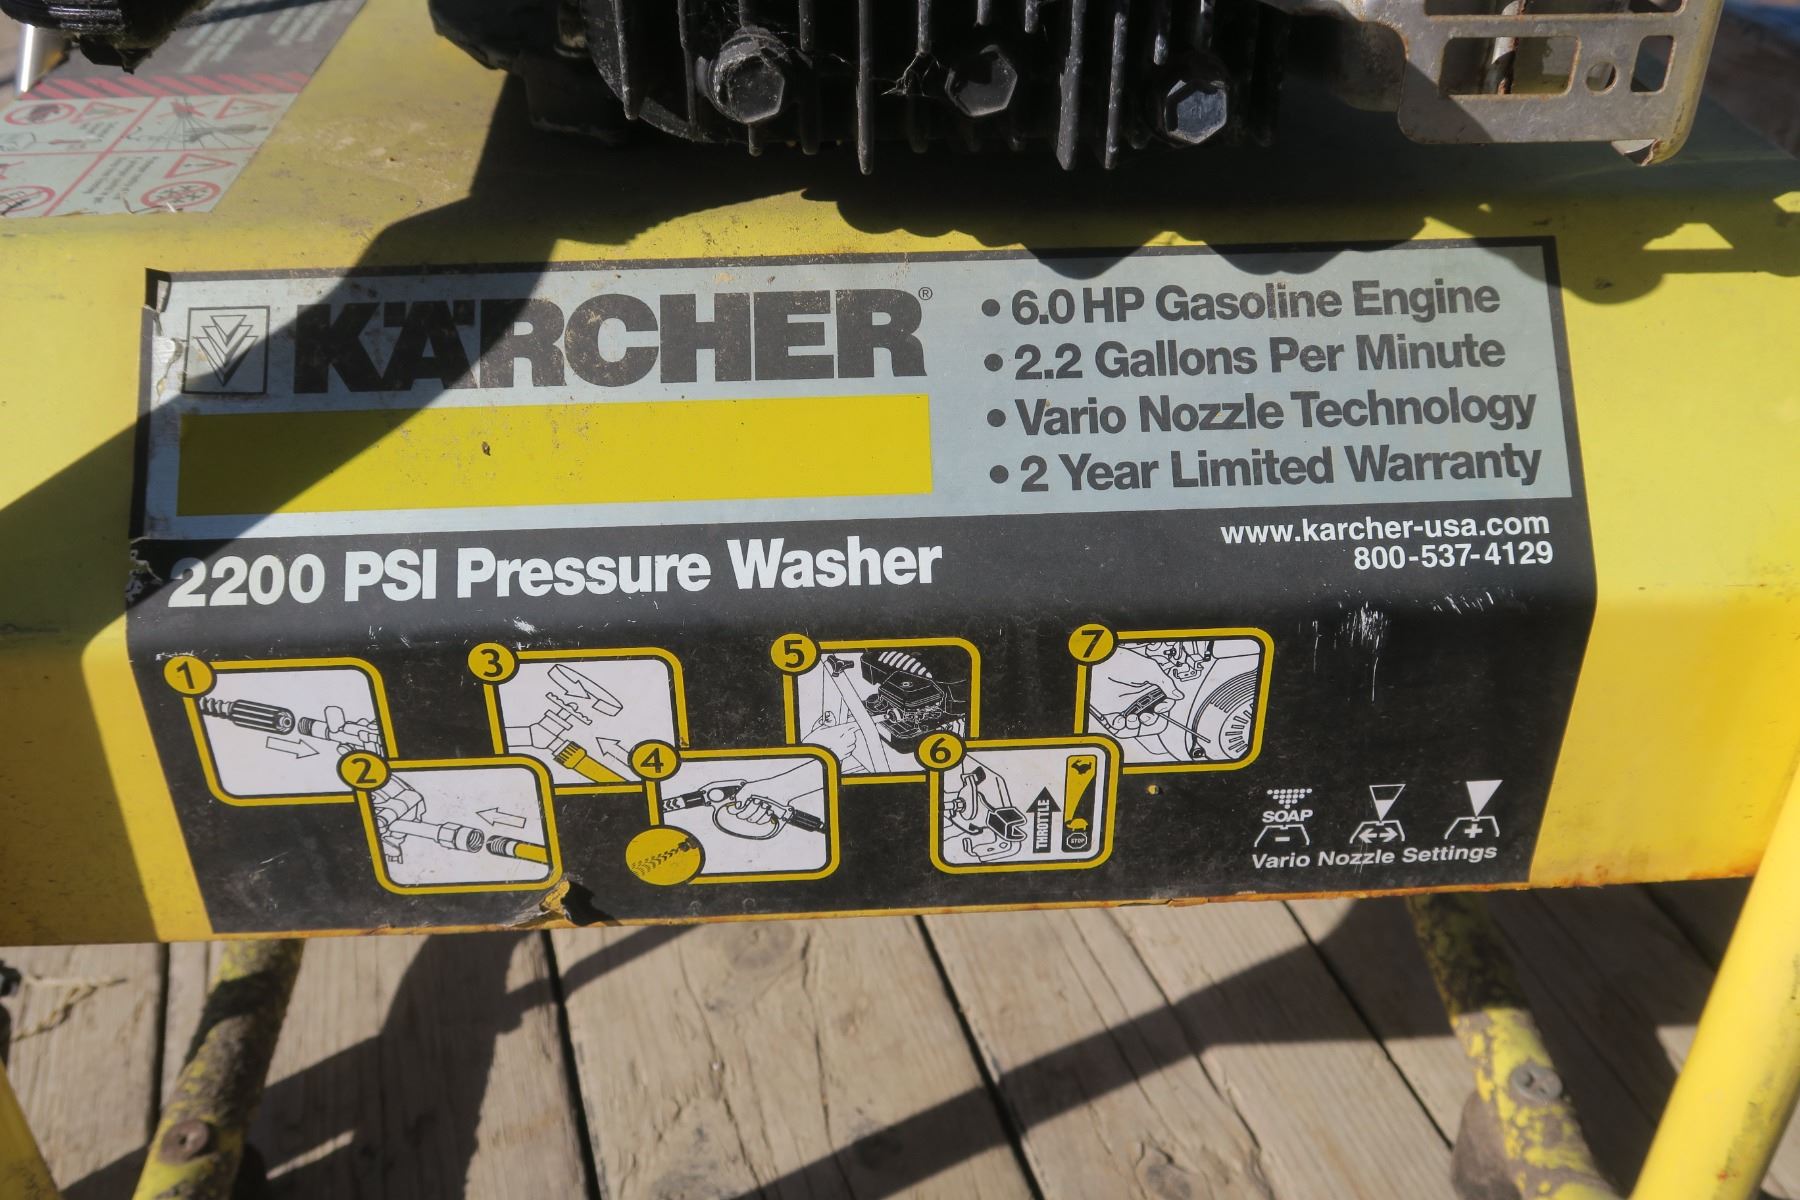 KÄRCHER®
• 6.0 HP Gasoline Engine
• 2.2 Gallons Per Minute
• Vario Nozzle Technology
• 2 Year Limited Warranty
www.karcher-usa.com
800-537-4129
2200 PSI Pressure Washer
1
2
3
4
5
6
7
THROTTLE
STOP
SOAP
- + 
Vario Nozzle Settings